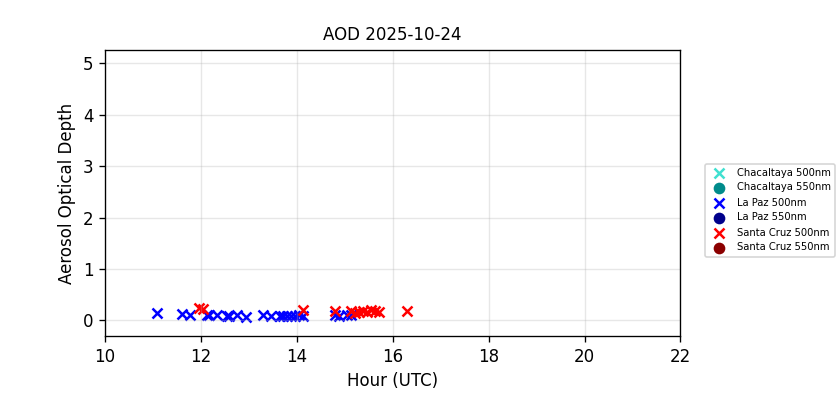 AOD 2025-10-24
5
4
3
2
1
0
Aerosol Optical Depth
10 12 14 16 18 20 22
Hour (UTC)
Chacaltaya 500nm
Chacaltaya 550nm
La Paz 500nm
La Paz 550nm
Santa Cruz 500nm
Santa Cruz 550nm